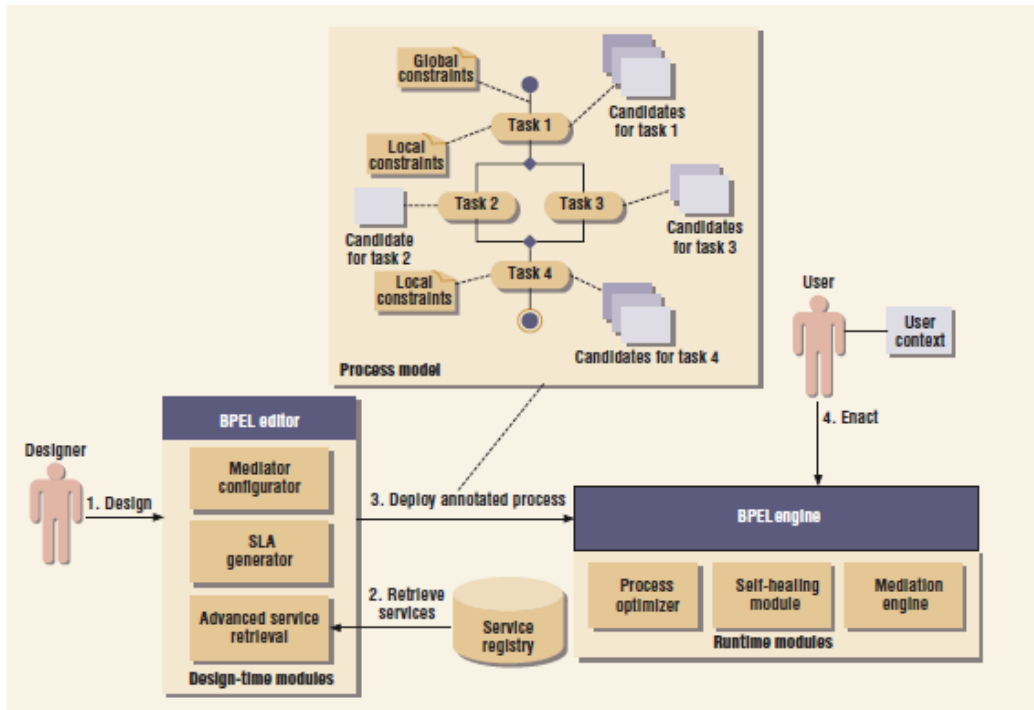 Global
constraints
Candidates
for task 1
Task 1
Local
constraints
Task 2
Task 3
Candidate
for task 2
Candidates
for task 3
Task 4
Local
constraints
Candidates for task 4
Process model
User
User
context
4. Enact
BPEL editor
Designer
Mediator
configurator
1. Design
3. Deploy annotated process
SLA
generator
2. Retrieve
services
Advanced service
retrieval
Service
registry
Design-time modules
BPEL engine
Process
optimizer
Self-healing
module
Mediation
engine
Runtime modules